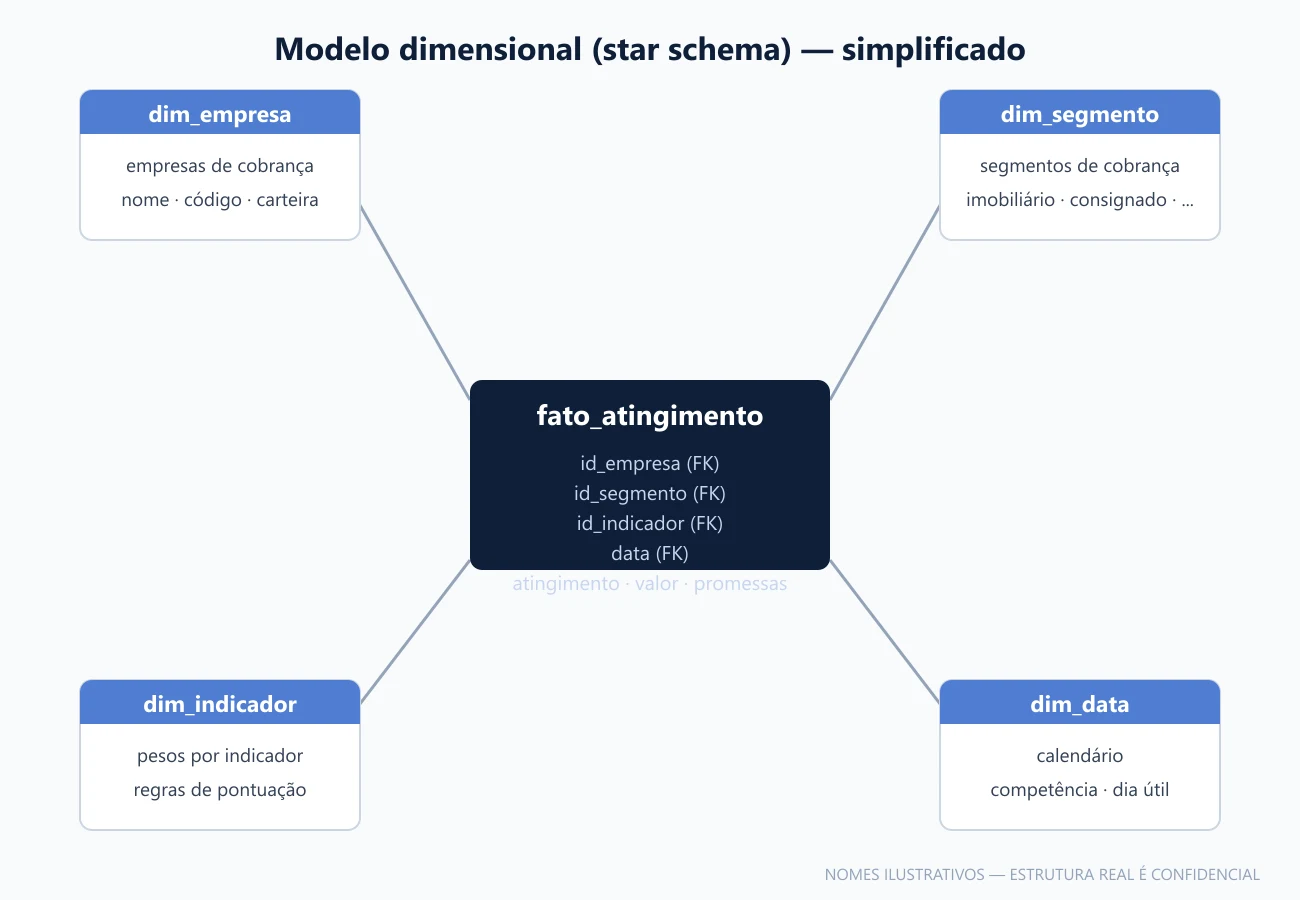 Modelo dimensional (star schema) — simplificado
dim_empresa
empresas de cobrança
nome · código · carteira
dim_segmento
segmentos de cobrança
imobiliário · consignado · ...
fato_atingimento
id_empresa (FK)
id_segmento (FK)
id_indicador (FK)
data (FK)
atingimento · valor · promessas
dim_indicador
pesos por indicador
regras de pontuação
dim_data
calendário
competência · dia útil
NOMES ILUSTRATIVOS — ESTRUTURA REAL É CONFIDENCIAL